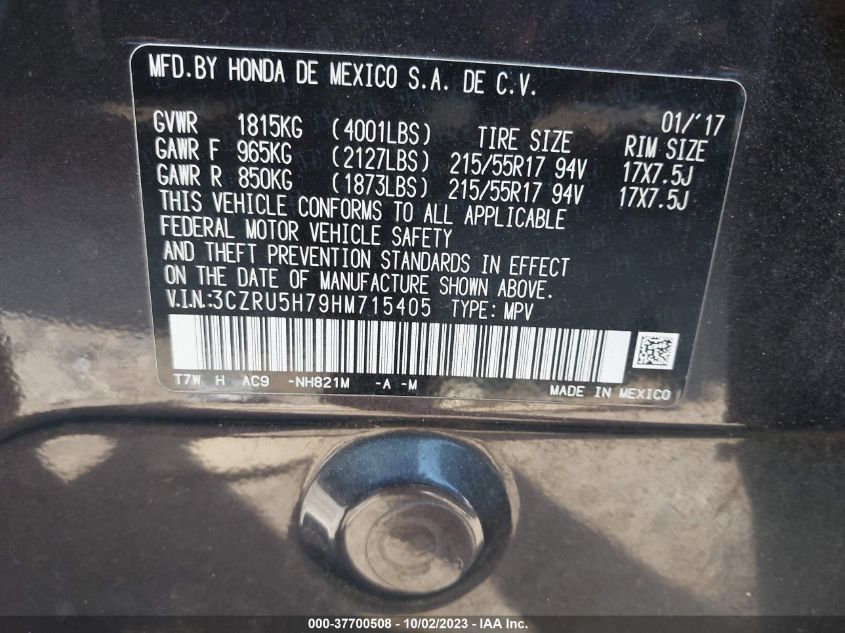 MFD.BY HONDA DE MEXICO S.A. DE C.V.
01/'17
GVWR 1815KG (4001LBS) TIRE SIZE RIM SIZE
GAWR F 965KG (2127LBS) 215/55R17 94V 17X7.5J
GAWR R 850KG (1873LBS) 215/55R17 94V 17X7.5J
THIS VEHICLE CONFORMS TO ALL APPLICABLE
FEDERAL MOTOR VEHICLE SAFETY
AND THEFT PREVENTION STANDARDS IN EFFECT
ON THE DATE OF MANUFACTURE SHOWN ABOVE.
V.I.N:3CZRU5H79HM715405 TYPE:MPV
T7W H AC9 -NH821M -A -M MADE IN MEXICO
000-37700508 - 10/02/2023 - IAA Inc.